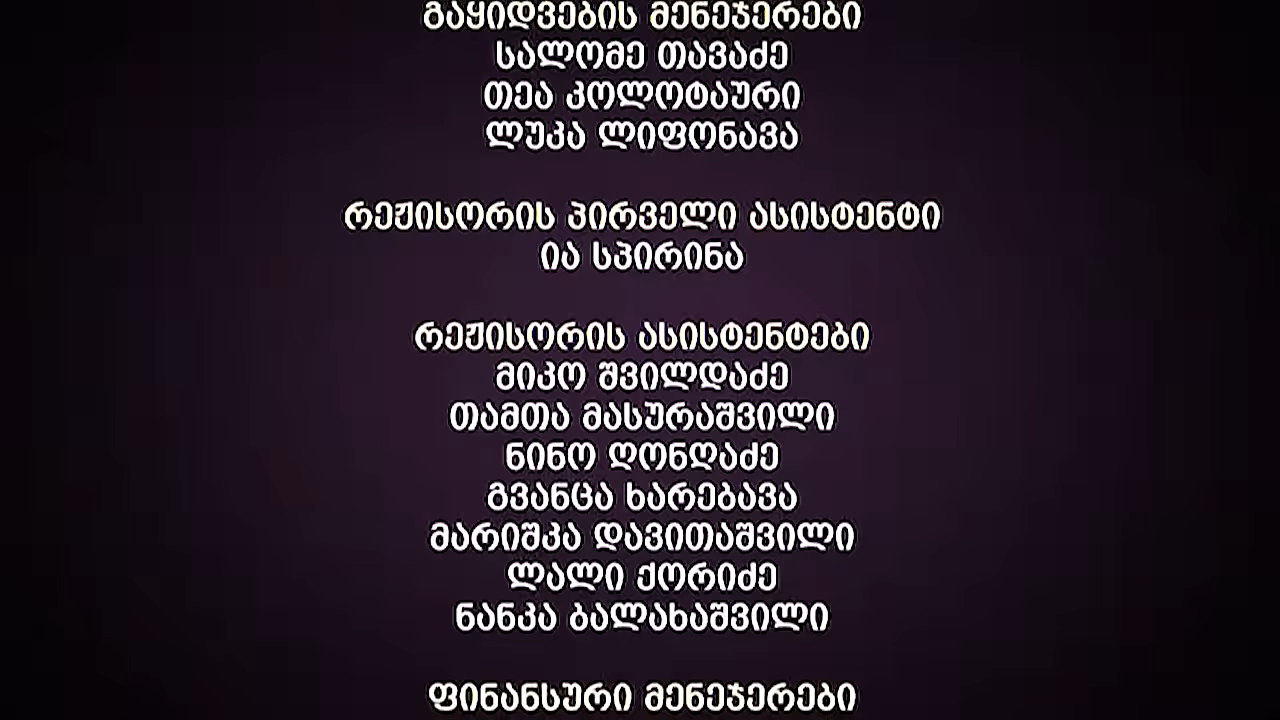 გაყიდვების მენეჯერები
სალომე თავაძე
თეა კოლოტაური
ლუკა ლიფონავა
რეჟისორის პირველი ასისტენტი
ია სპირინა
რეჟისორის ასისტენტები
მიკო შვილდაძე
თამთა მასურაშვილი
ნინო ღონღაძე
გვანცა ხარებავა
მარიშკა დავითაშვილი
ლალი ქორიძე
ნანკა ბალახაშვილი
ფინანსური მენეჯერები